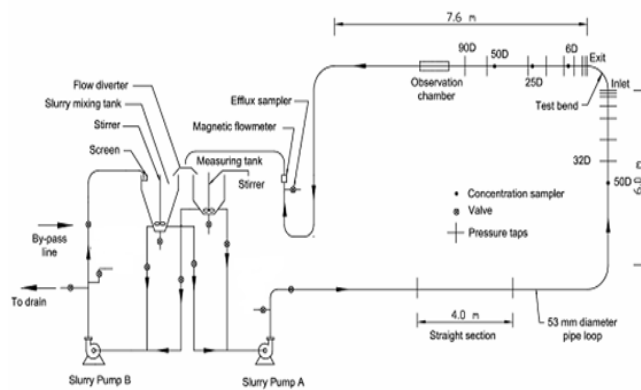 7.6 m
90D
50D
6D
Exit
25D
Observation
chamber
Inlet
Test bend
Flow diverter
Slurry mixing tank
Stirrer
Screen
Efflux sampler
Magnetic flowmeter
Measuring tank
Stirrer
32D
50D
6.0 m
Concentration sampler
Valve
Pressure taps
By-pass
line
To drain
4.0 m
Straight section
53 mm diameter
pipe loop
Slurry Pump B
Slurry Pump A